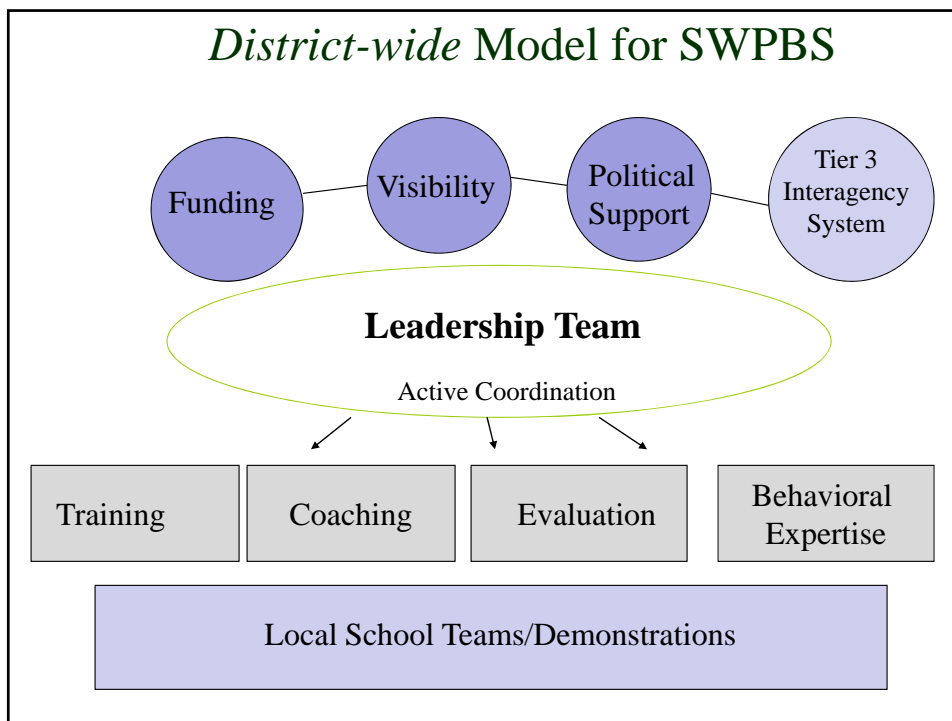 District-wide Model for SWPBS
Funding
Visibility
Political
Support
Tier 3
Interagency
System
Leadership Team
Active Coordination
Training
Coaching
Evaluation
Behavioral
Expertise
Local School Teams/Demonstrations